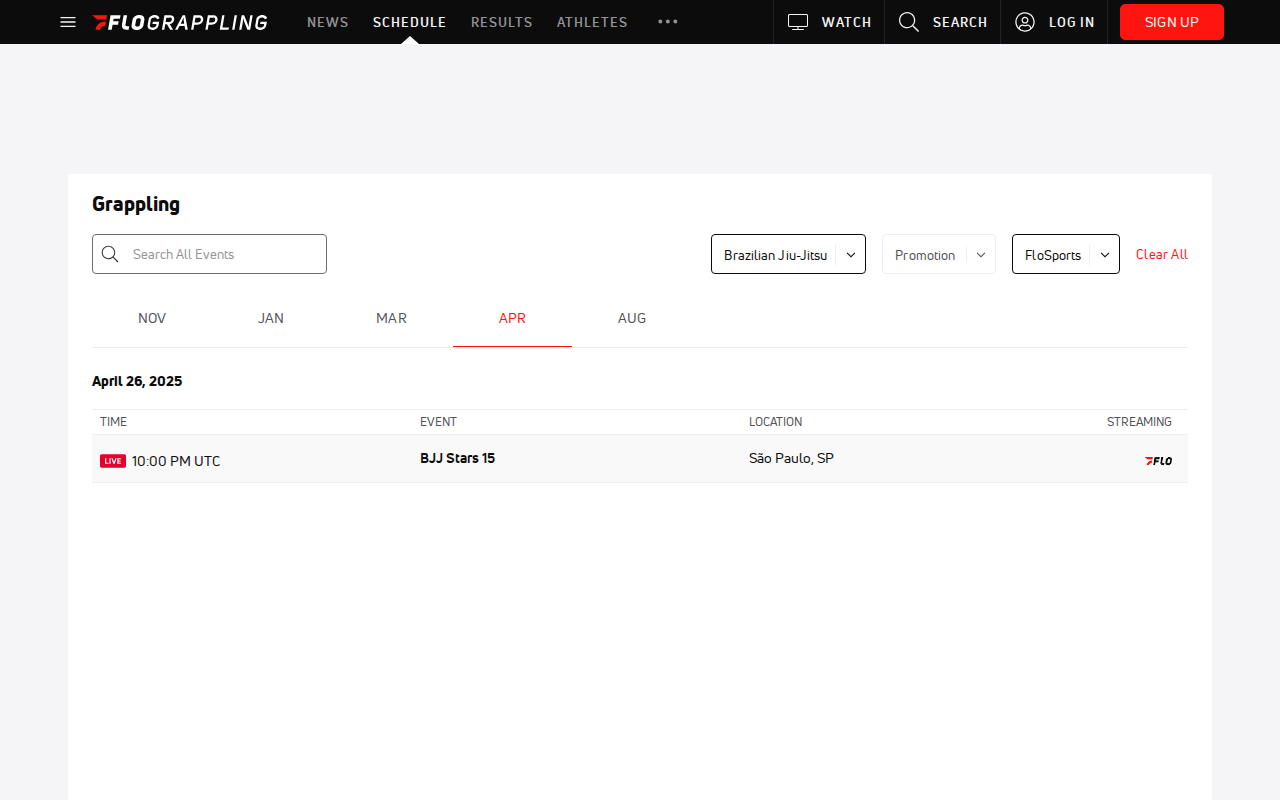 FLOGRAPPLING NEWS SCHEDULE RESULTS ATHLETES ••• WATCH SEARCH LOG IN SIGN UP
Grappling
Search All Events Brazilian Jiu-Jitsu Promotion FloSports Clear All
NOV JAN MAR APR AUG
April 26, 2025
TIME EVENT LOCATION STREAMING
LIVE 10:00 PM UTC BJJ Stars 15 São Paulo, SP FLO